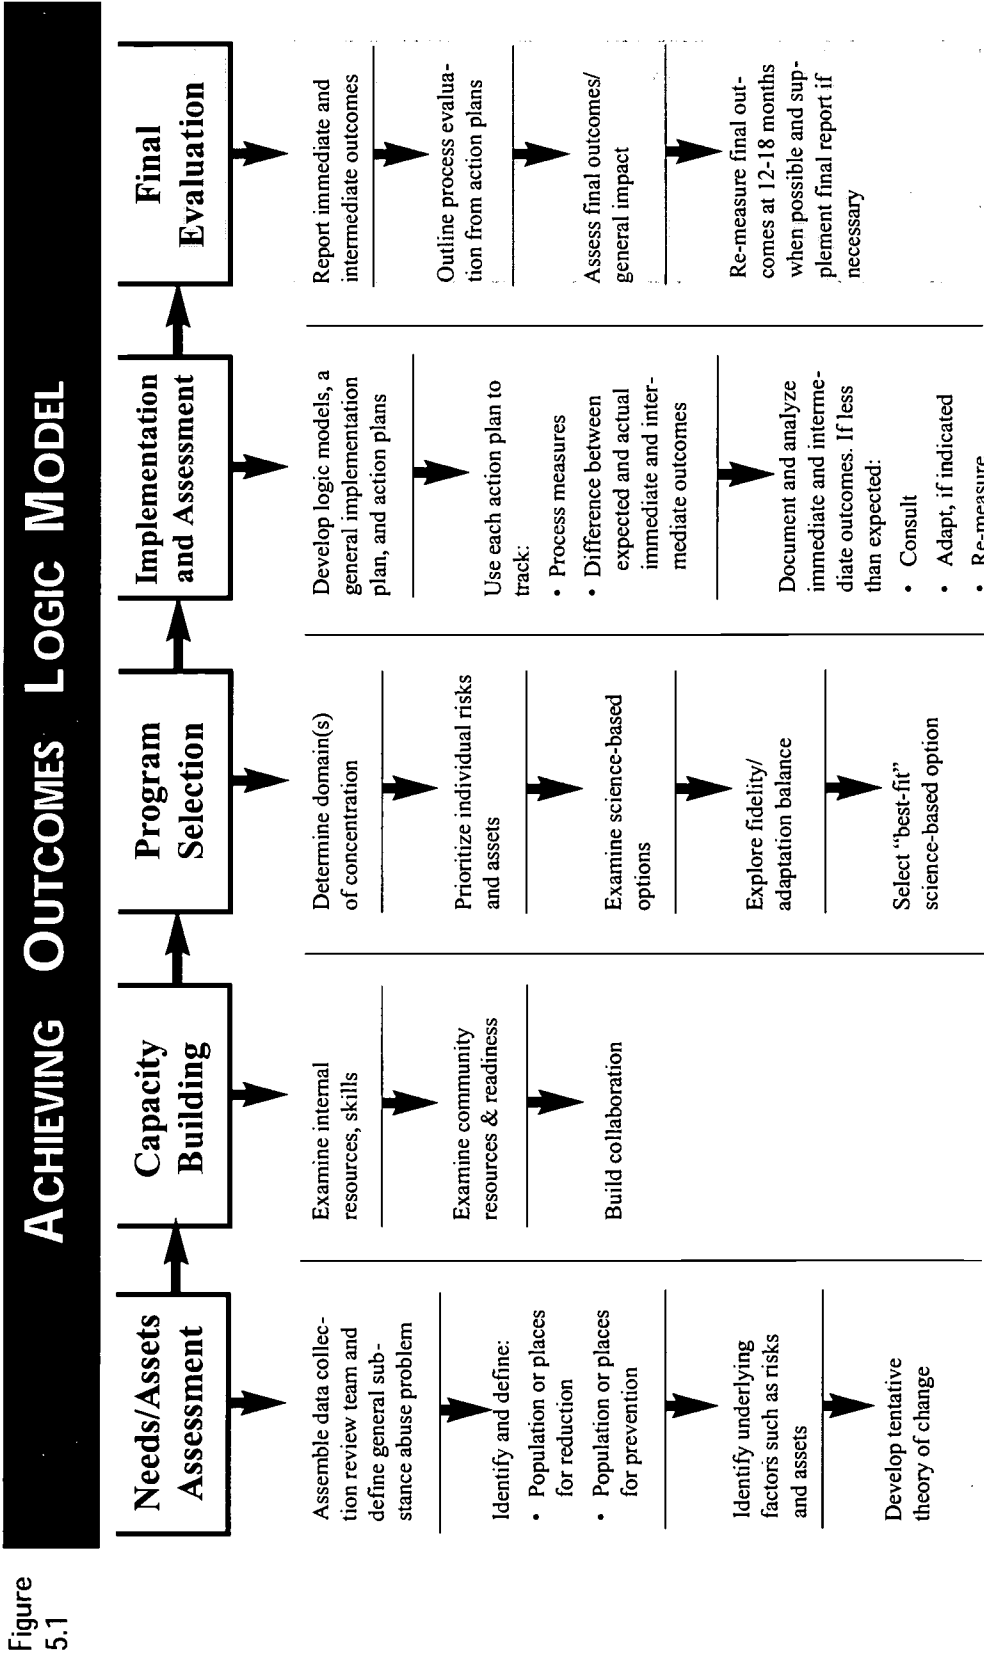 Figure
5.1
ACHIEVING OUTCOMES LOGIC MODEL
Needs/Assets
Assessment
Assemble data collec-
tion review team and
define general sub-
stance abuse problem
Identify and define:
• Population or places
for reduction
• Population or places
for prevention
Identify underlying
factors such as risks
and assets
Develop tentative
theory of change
Capacity
Building
Examine internal
resources, skills
Examine community
resources & readiness
Build collaboration
Program
Selection
Determine domain(s)
of concentration
Prioritize individual risks
and assets
Examine science-based
options
Explore fidelity/
adaptation balance
Select “best-fit”
science-based option
Implementation
and Assessment
Develop logic models, a
general implementation
plan, and action plans
Use each action plan to
track:
• Process measures
• Difference between
expected and actual
immediate and inter-
mediate outcomes
Document and analyze
immediate and interme-
diate outcomes. If less
than expected:
• Consult
• Adapt, if indicated
• Re-measure
Final
Evaluation
Report immediate and
intermediate outcomes
Outline process evalua-
tion from action plans
Assess final outcomes/
general impact
Re-measure final out-
comes at 12-18 months
when possible and sup-
plement final report if
necessary